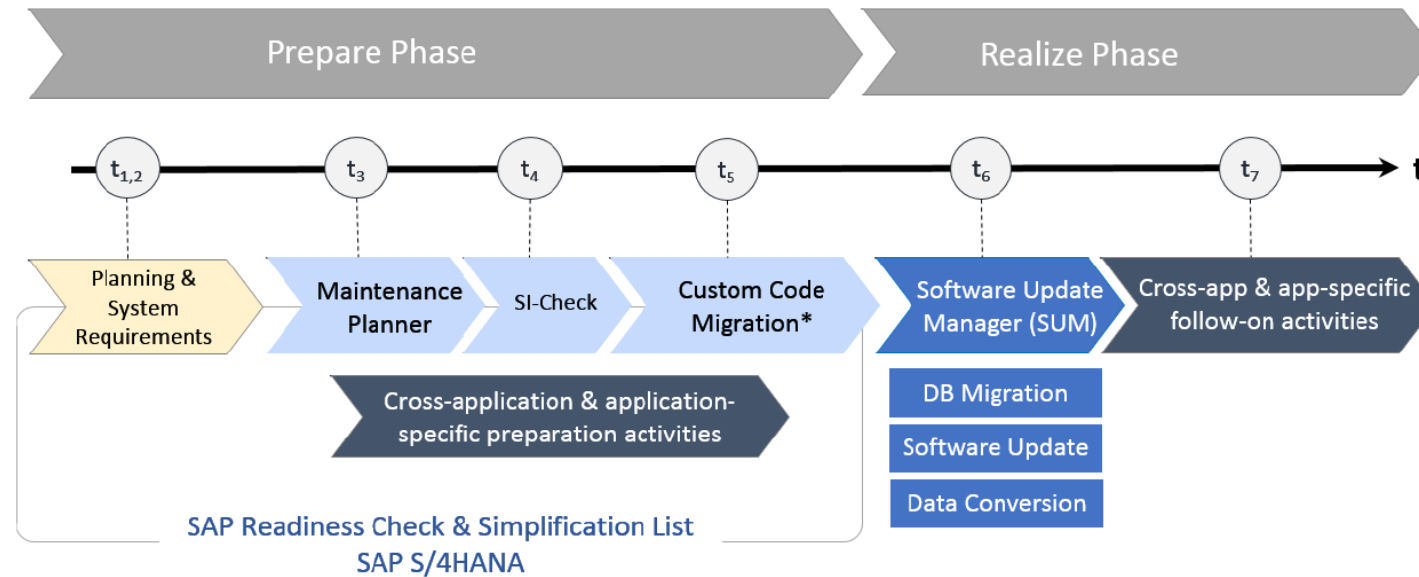 Prepare Phase
Realize Phase
t1,2
t3
t4
t5
t6
t7
t
Planning &
System
Requirements
Maintenance
Planner
SI-Check
Custom Code
Migration*
Software Update
Manager (SUM)
Cross-app & app-specific
follow-on activities
Cross-application & application-
specific preparation activities
DB Migration
Software Update
Data Conversion
SAP Readiness Check & Simplification List
SAP S/4HANA